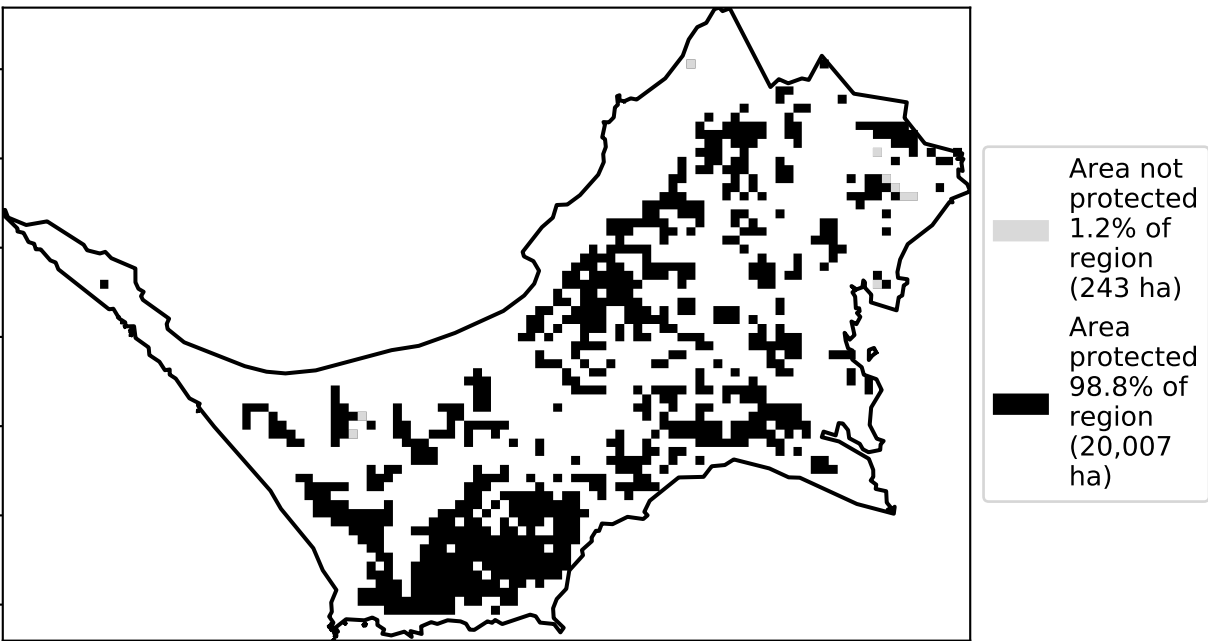 Area not
protected
1.2% of
region
(243 ha)
Area
protected
98.8% of
region
(20,007
ha)